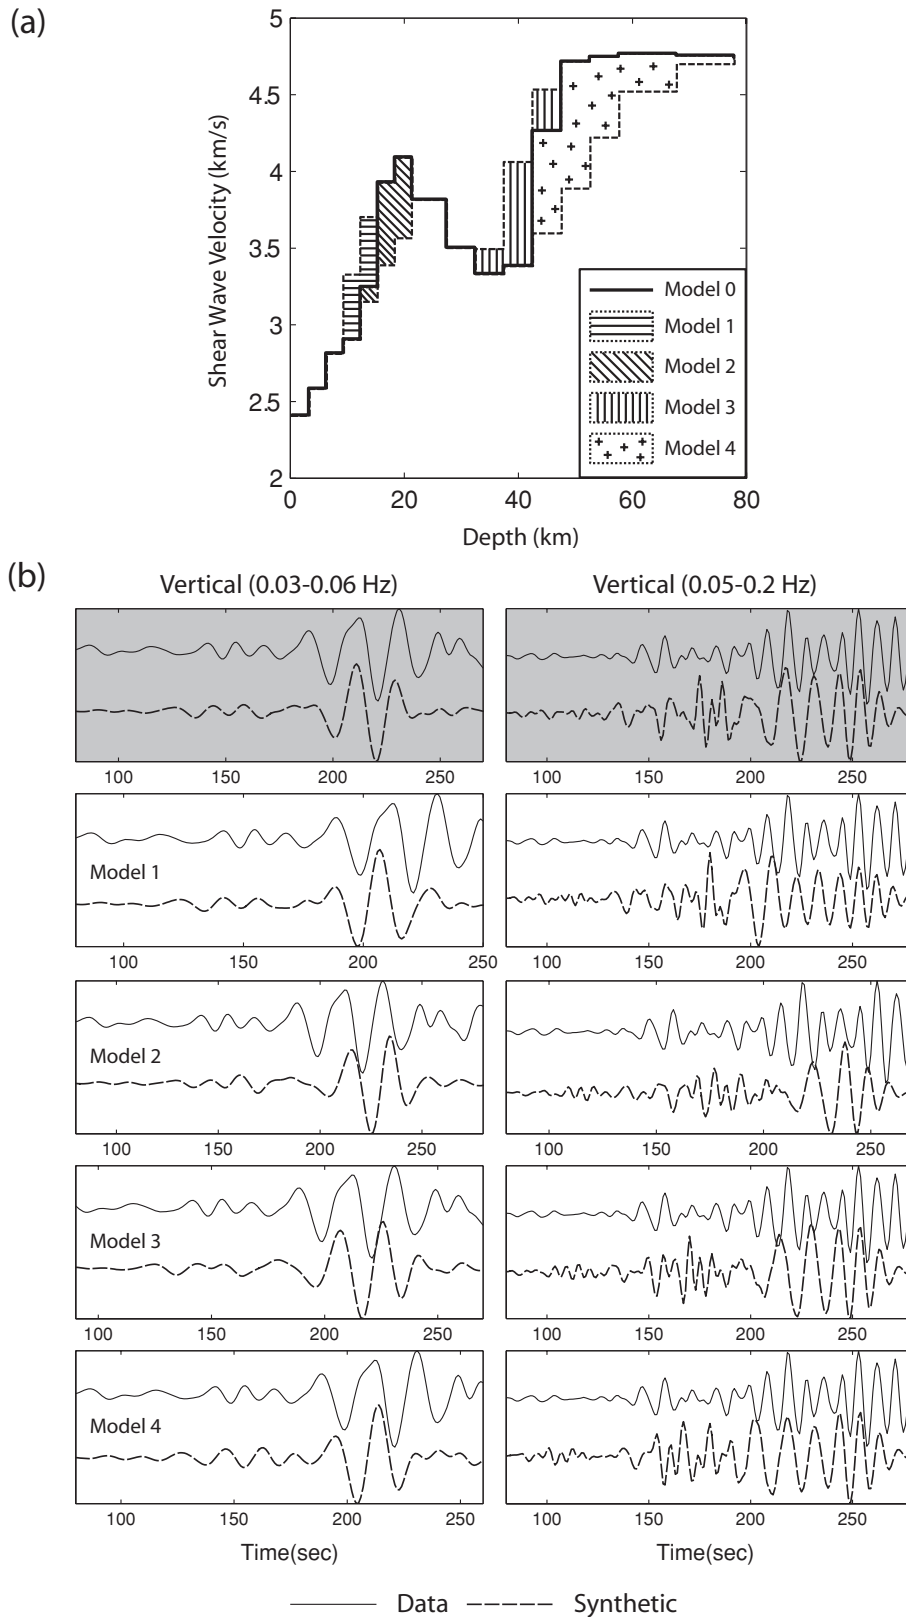 (a)
5
4.5
4
3.5
3
2.5
2
Shear Wave Velocity (km/s)
0 20 40 60 80
Depth (km)
Model 0
Model 1
Model 2
Model 3
Model 4
(b)
Vertical (0.03-0.06 Hz) Vertical (0.05-0.2 Hz)
100 150 200 250 100 150 200 250
Model 1
100 150 200 250 100 150 200 250
Model 2
100 150 200 250 100 150 200 250
Model 3
100 150 200 250 100 150 200 250
Model 4
100 150 200 250 100 150 200 250
Time(sec) Time(sec)
Data Synthetic